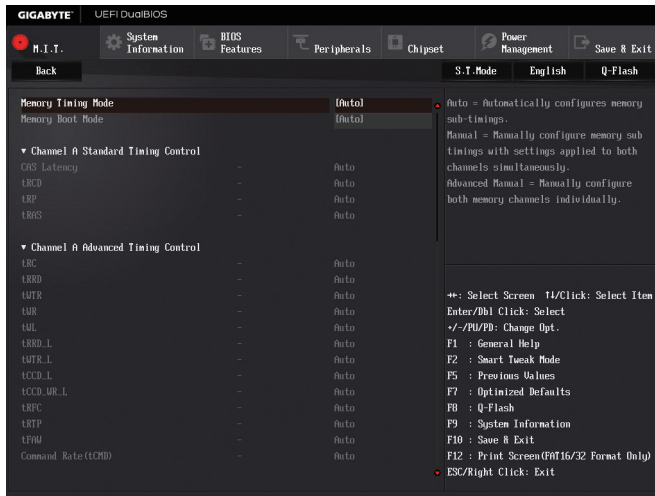 GIGABYTE™ UEFI DualBIOS
M.I.T.
System Information
BIOS Features
Peripherals
Chipset
Power Management
Save & Exit
Back
S.T.Mode English Q-Flash
Memory Timing Mode [Auto]
Memory Boot Mode [Auto]
▼ Channel A Standard Timing Control
CAS Latency - Auto
tRCD - Auto
tRP - Auto
tRAS - Auto
▼ Channel A Advanced Timing Control
tRC - Auto
tRRD - Auto
tWTR - Auto
tWR - Auto
tWL - Auto
tRRD_L - Auto
tWTR_L - Auto
tCCD_L - Auto
tCCD_WR_L - Auto
tRFC - Auto
tRTP - Auto
tFAW - Auto
Command Rate(tCMD) - Auto
Auto = Automatically configures memory
sub-timings.
Manual = Manually configure memory sub
timings with settings applied to both
channels simultaneously.
Advanced Manual = Manually configure
both memory channels individually.
→←: Select Screen ↑↓/Click: Select Item
Enter/Dbl Click: Select
+/-/PU/PD: Change Opt.
F1 : General Help
F2 : Smart Tweak Mode
F5 : Previous Values
F7 : Optimized Defaults
F8 : Q-Flash
F9 : System Information
F10 : Save & Exit
F12 : Print Screen(FAT16/32 Format Only)
ESC/Right Click: Exit